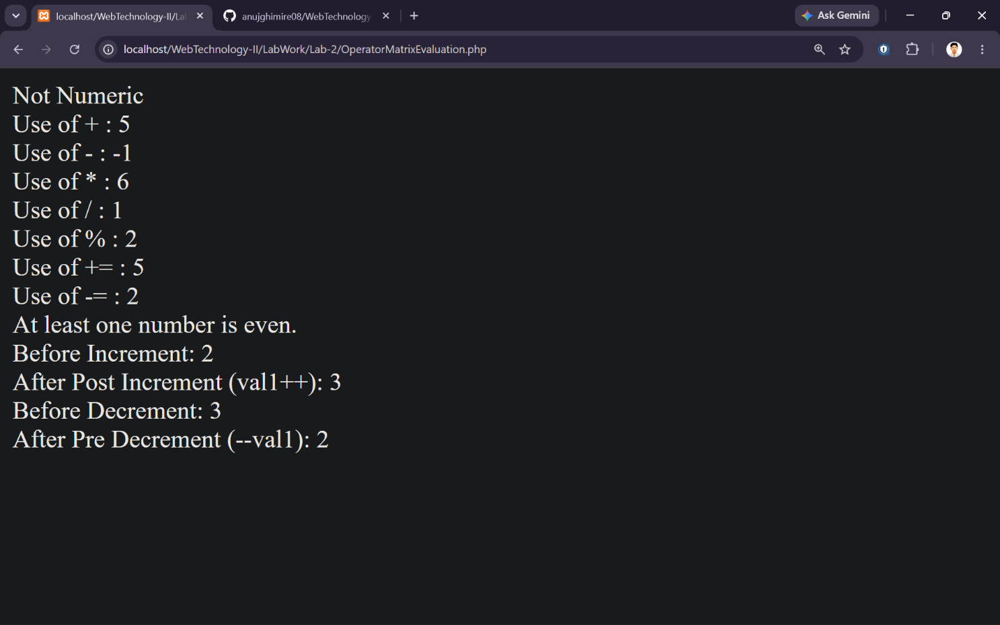 localhost/WebTechnology-II/La
anujghimire08/WebTechnology
Ask Gemini
localhost/WebTechnology-II/LabWork/Lab-2/OperatorMatrixEvaluation.php
Not Numeric
Use of + : 5
Use of - : -1
Use of * : 6
Use of / : 1
Use of % : 2
Use of += : 5
Use of -= : 2
At least one number is even.
Before Increment: 2
After Post Increment (val1++): 3
Before Decrement: 3
After Pre Decrement (--val1): 2